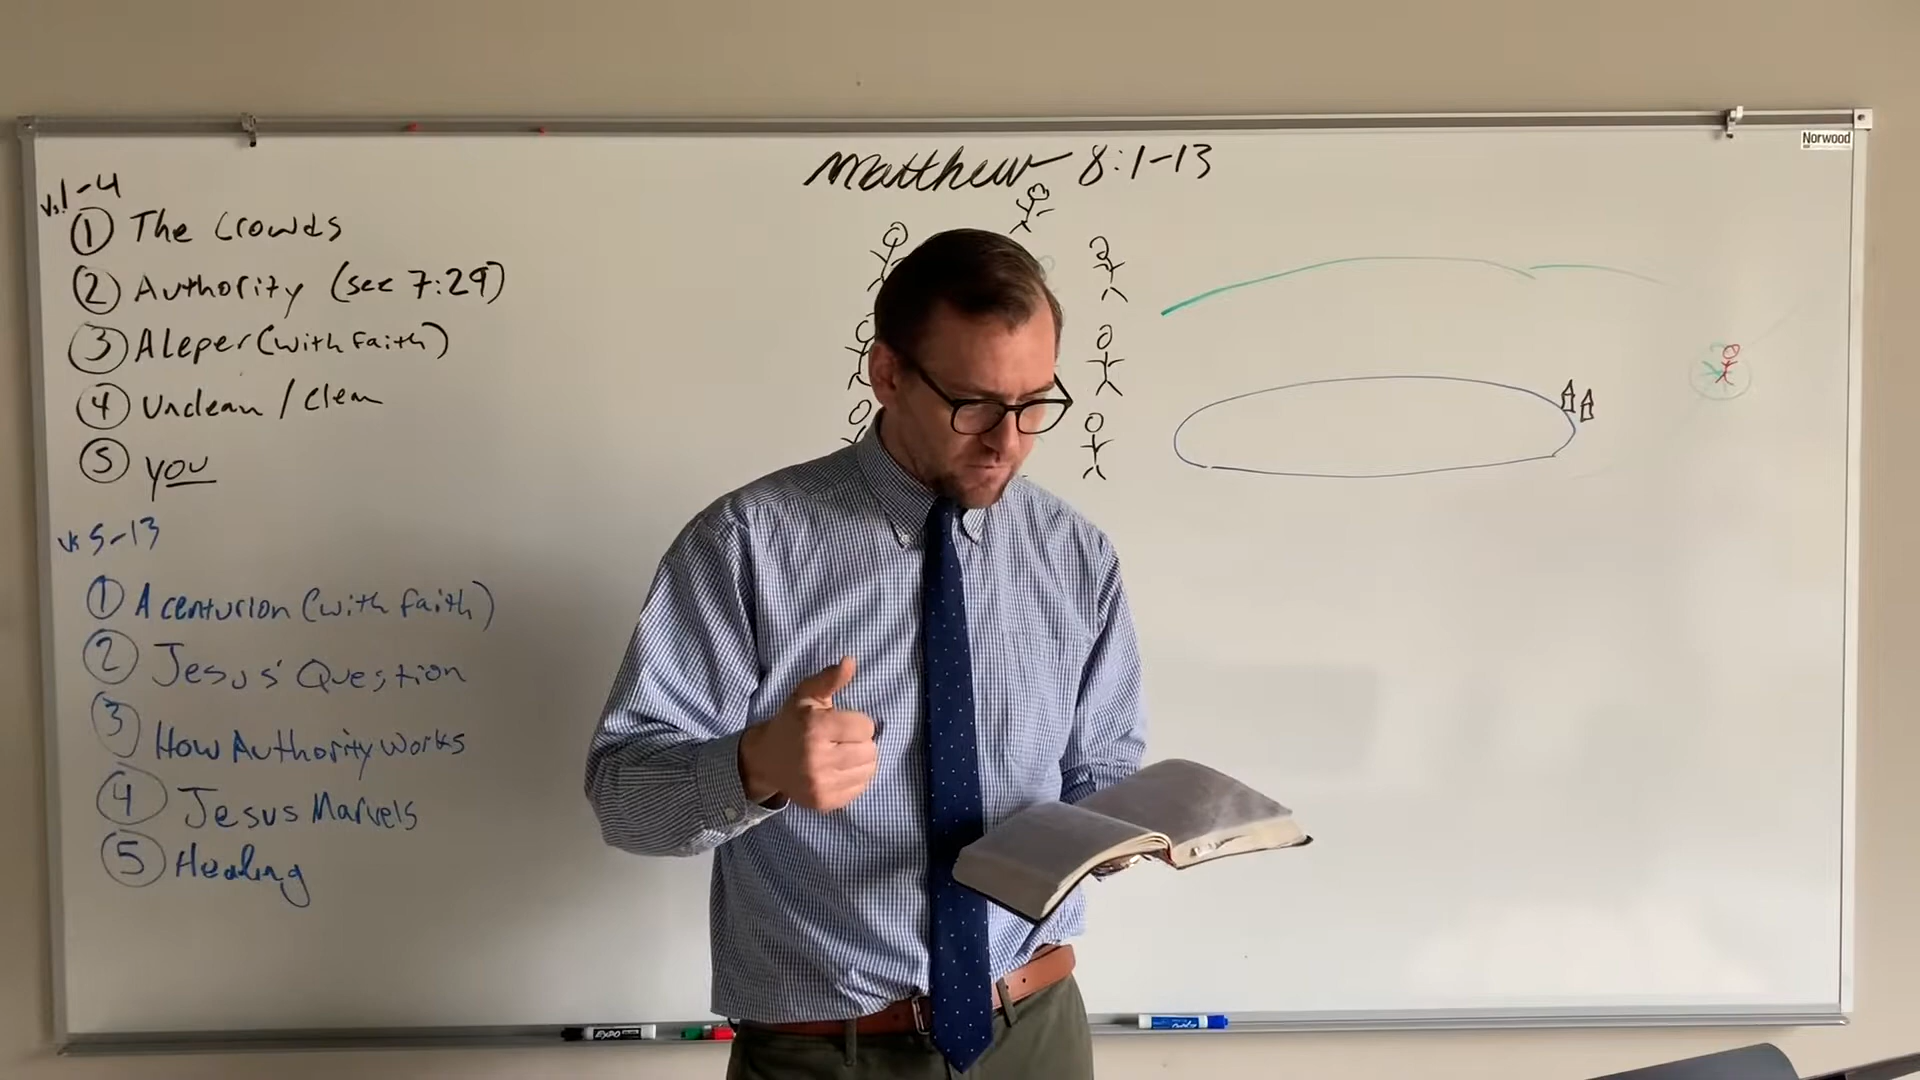 Matthew 8:1-13
Norwood
vs. 1-4
① The Crowds
② Authority (see 7:29)
③ A leper (with faith)
④ Unclean / Clean
⑤ you
vs 5-13
① A centurion (with faith)
② Jesus' Question
③ How Authority Works
④ Jesus Marvels
⑤ Healing
EXPO